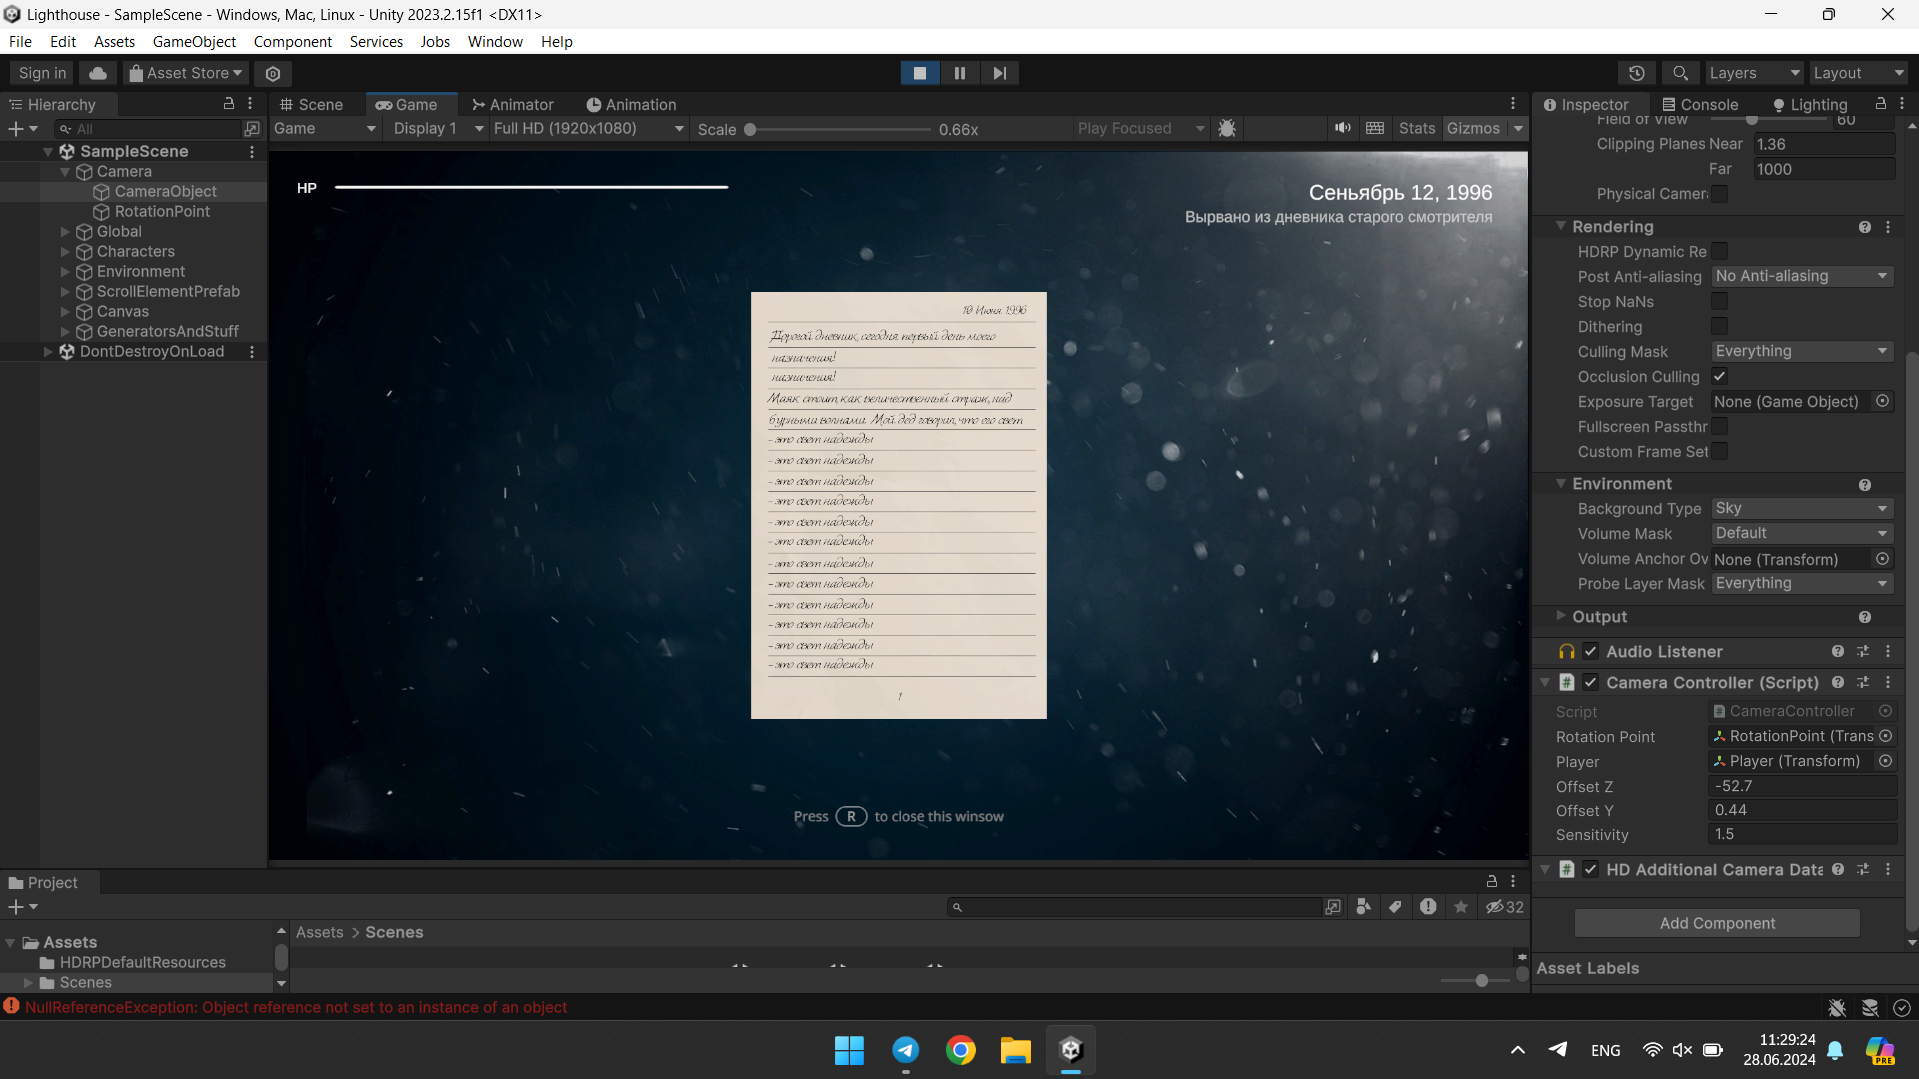 Lighthouse - SampleScene - Windows, Mac, Linux - Unity 2023.2.15f1 <DX11>
File Edit Assets GameObject Component Services Jobs Window Help
Sign in Asset Store Layers Layout
Hierarchy
All
SampleScene
Camera
CameraObject
RotationPoint
Global
Characters
Environment
ScrollElementPrefab
Canvas
GeneratorsAndStuff
DontDestroyOnLoad
Scene Game Animator Animation
Game Display 1 Full HD (1920x1080) Scale 0.66x Play Focused Stats Gizmos
HP
Сеньябрь 12, 1996
Вырвано из дневника старого смотрителя
10 Июня 1996
Дорогой дневник, сегодня первый день моего
назначения!
назначения!
Маяк стоит, как величественный страж, над
бурными волнами. Мой дед говорил, что его свет
- это свет надежды
- это свет надежды
- это свет надежды
- это свет надежды
- это свет надежды
- это свет надежды
- это свет надежды
- это свет надежды
- это свет надежды
- это свет надежды
- это свет надежды
- это свет надежды
1
Press R to close this winsow
Inspector Console Lighting
Field of View 60
Clipping Planes Near 1.36
Far 1000
Physical Camer
Rendering
HDRP Dynamic Re
Post Anti-aliasing No Anti-aliasing
Stop NaNs
Dithering
Culling Mask Everything
Occlusion Culling
Exposure Target None (Game Object)
Fullscreen Passthr
Custom Frame Set
Environment
Background Type Sky
Volume Mask Default
Volume Anchor Ov None (Transform)
Probe Layer Mask Everything
Output
Audio Listener
Camera Controller (Script)
Script CameraController
Rotation Point RotationPoint (Trans
Player Player (Transform)
Offset Z -52.7
Offset Y 0.44
Sensitivity 1.5
HD Additional Camera Data
Add Component
Asset Labels
Project
32
Assets
HDRPDefaultResources
Scenes
Assets > Scenes
NullReferenceException: Object reference not set to an instance of an object
ENG
11:29:24
28.06.2024
PRE